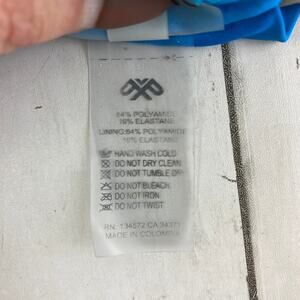 84% POLYAMIDE
16% ELASTANE
LINING:84% POLYAMIDE
16% ELASTANE
HAND WASH COLD
DO NOT DRY CLEAN
DO NOT TUMBLE DRY
DO NOT BLEACH
DO NOT IRON
DO NOT TWIST
RN: 134572 CA 34371
MADE IN COLOMBIA